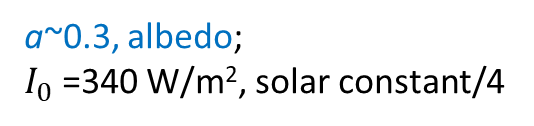 a~0.3, albedo;
I₀ =340 W/m², solar constant/4